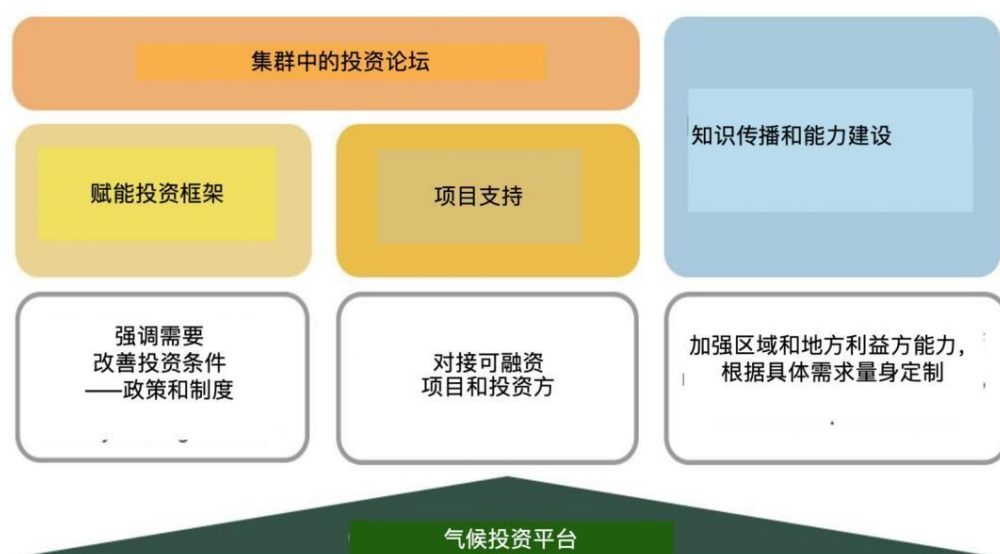 集群中的投资论坛
知识传播和能力建设
赋能投资框架
项目支持
强调需要
改善投资条件
——政策和制度
对接可融资
项目和投资方
加强区域和地方利益方能力,
根据具体需求量身定制
气候投资平台